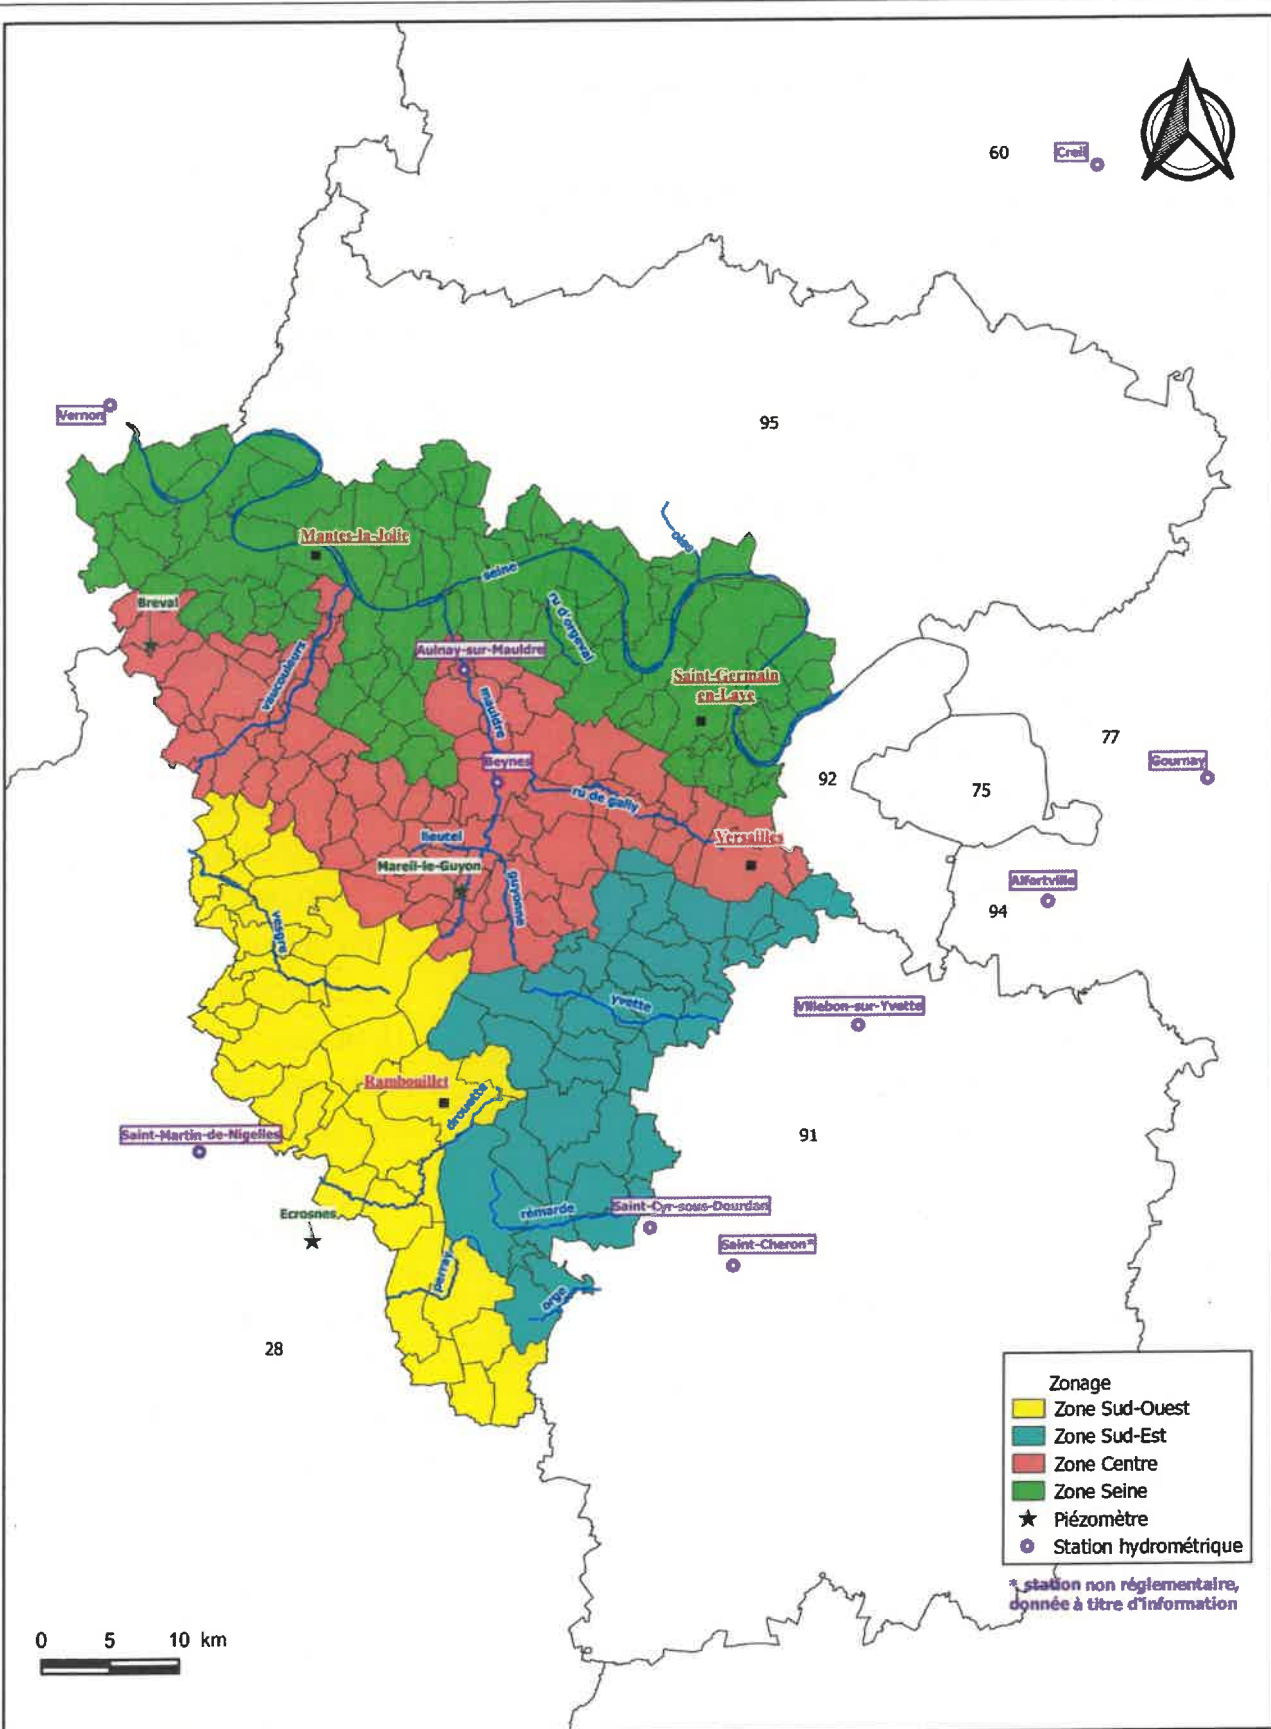 60
Creil
Vernon
95
oise
Mantes-la-Jolie
seine
Breval
ru d'orgeval
Aulnay-sur-Mauldre
vaucouleurs
Saint-Germain
en-Laye
mauldre
77
Beynes
92
Gournay
75
ru de gally
lieutel
Versailles
Mareil-le-Guyon
guyonne
Alfortville
94
vesgre
yvette
Villebon-sur-Yvette
Rambouillet
drouette
Saint-Martin-de-Nigelles
91
Ecrosnes
rémarde
Saint-Cyr-sous-Dourdan
Saint-Cheron*
perray
orge
28
Zonage
Zone Sud-Ouest
Zone Sud-Est
Zone Centre
Zone Seine
Piézomètre
Station hydrométrique
* station non réglementaire,
donnée à titre d'information
0 5 10 km